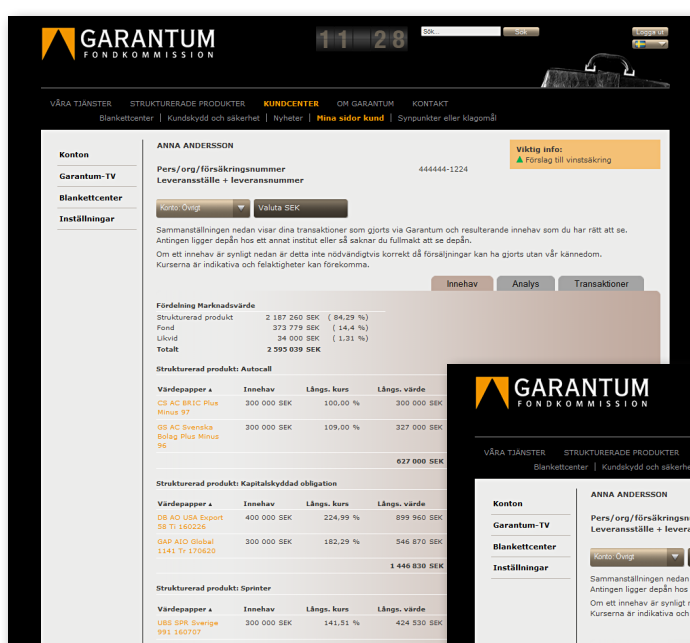 GARANTUM
FONDKOMMISSION
11 28
Sök...
Sök
Logga ut
VÅRA TJÄNSTER STRUKTURERADE PRODUKTER KUNDCENTER OM GARANTUM KONTAKT
Blankettcenter | Kundskydd och säkerhet | Nyheter | Mina sidor kund | Synpunkter eller klagomål
Konton
Garantum-TV
Blankettcenter
Inställningar
ANNA ANDERSSON
Pers/org/försäkringsnummer 444444-1224
Leveransställe + leveransnummer
Viktig info:
Förslag till vinstsäkring
Konto: Övrigt
Valuta SEK
Sammanställningen nedan visar dina transaktioner som gjorts via Garantum och resulterande innehav som du har rätt att se.
Antingen ligger depån hos ett annat institut eller så saknar du fullmakt att se depån.
Om ett innehav är synligt nedan är detta inte nödvändigtvis korrekt då försäljningar kan ha gjorts utan vår kännedom.
Kurserna är indikativa och felaktigheter kan förekomma.
Innehav Analys Transaktioner
Fördelning Marknadsvärde
Strukturerad produkt 2 187 260 SEK ( 84,29 %)
Fond 373 779 SEK ( 14,4 %)
Likvid 34 000 SEK ( 1,31 %)
Totalt 2 595 039 SEK
Strukturerad produkt: Autocall
Värdepapper Innehav Långs. kurs Långs. värde
CS AC BRIC Plus 300 000 SEK 100,00 % 300 000 SEK
Minus 97
GS AC Svenska 300 000 SEK 109,00 % 327 000 SEK
Bolag Plus Minus
96
627 000 SEK
Strukturerad produkt: Kapitalskyddad obligation
Värdepapper Innehav Långs. kurs Långs. värde
DB AO USA Export 400 000 SEK 224,99 % 899 960 SEK
58 Ti 160226
GAP AIO Global 300 000 SEK 182,29 % 546 870 SEK
1141 Tr 170620
1 446 830 SEK
Strukturerad produkt: Sprinter
Värdepapper Innehav Långs. kurs Långs. värde
UBS SPR Sverige 300 000 SEK 141,51 % 424 530 SEK
991 160707
GARANTUM
FONDKOMMISSION
VÅRA TJÄNSTER STRUKTURERADE PRODUKTER
Blankettcenter | Kundskydd och säkerhe
Konton
Garantum-TV
Blankettcenter
Inställningar
ANNA ANDERSSON
Pers/org/försäkringsn
Leveransställe + levera
Konto: Övrigt
Sammanställningen nedan
Antingen ligger depån hos
Om ett innehav är synligt
Kurserna är indikativa och